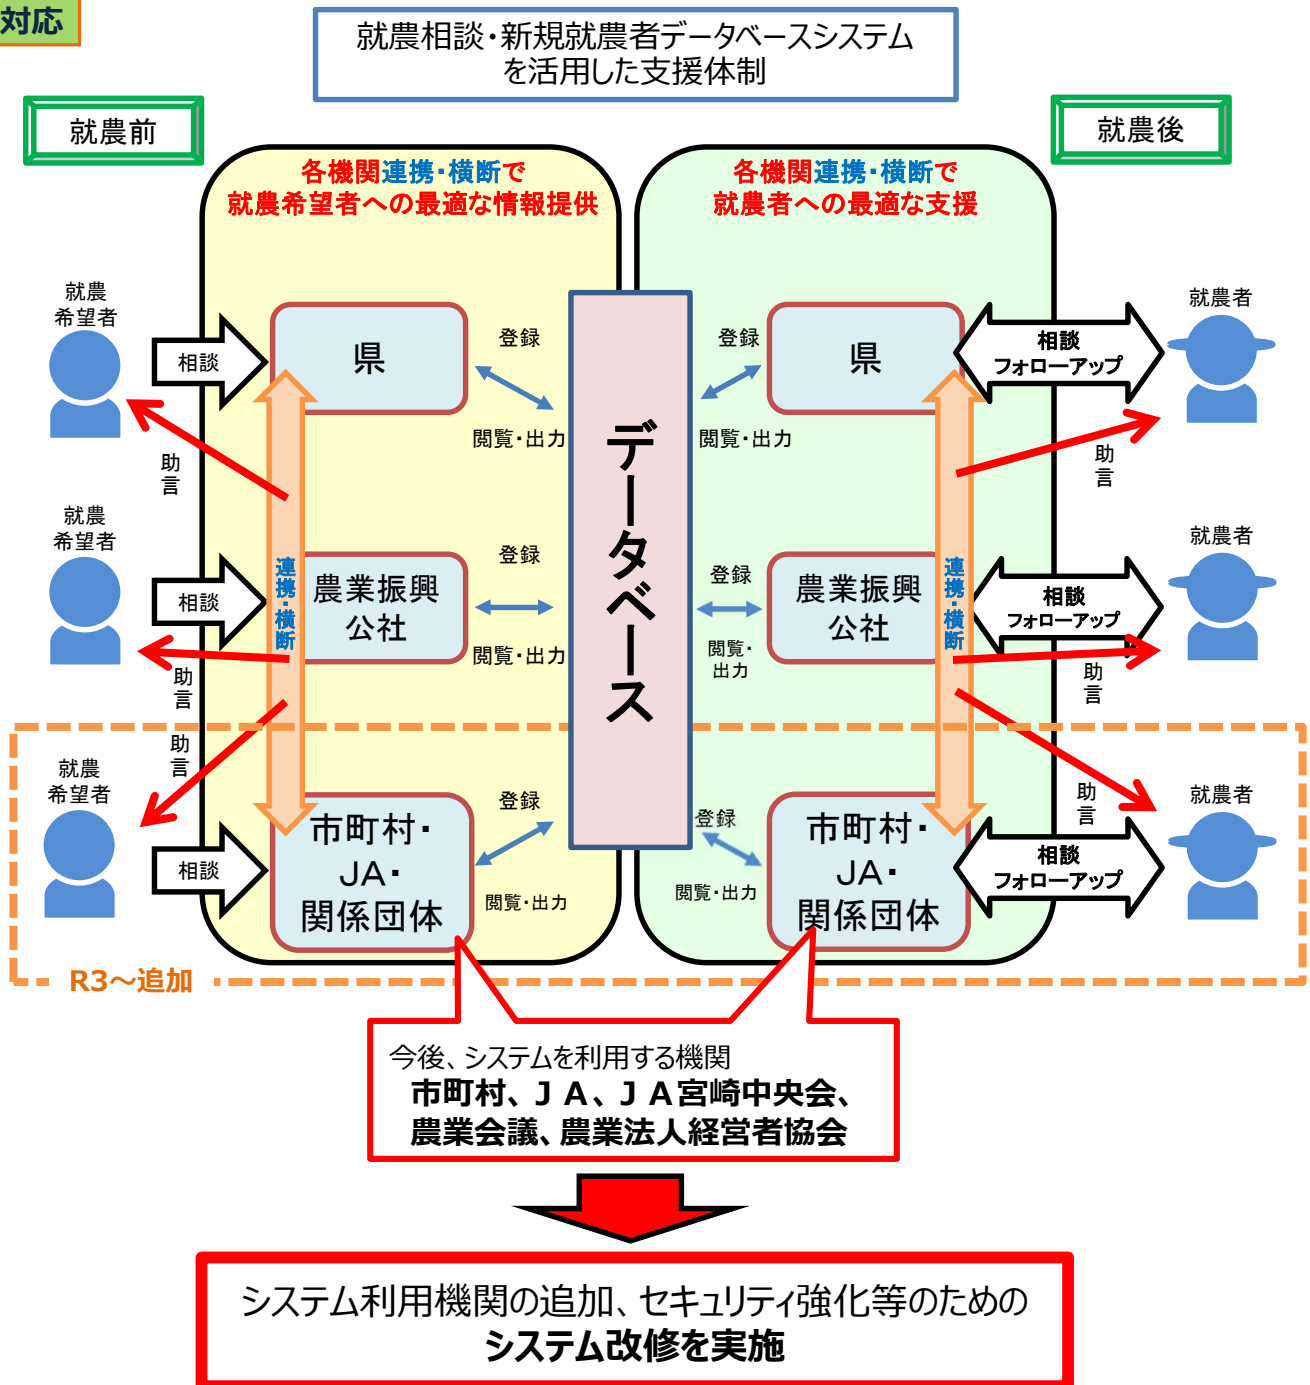 対応
就農相談・新規就農者データベースシステム
を活用した支援体制
就農前
就農後
各機関連携・横断で
就農希望者への最適な情報提供
各機関連携・横断で
就農者への最適な支援
就農
希望者
相談
県
登録
閲覧・出力
助
言
就農
希望者
相談
農業振興
公社
登録
閲覧・出力
助
言
連携・横断
助
言
就農
希望者
相談
市町村・
JA・
関係団体
登録
閲覧・出力
データベース
登録
閲覧・出力
県
相談
フォローアップ
就農者
助
言
登録
閲覧・
出力
農業振興
公社
連携・横断
相談
フォローアップ
就農者
助
言
登録
閲覧・出力
市町村・
JA・
関係団体
助
言
相談
フォローアップ
就農者
R3～追加
今後、システムを利用する機関
市町村、ＪＡ、ＪＡ宮崎中央会、
農業会議、農業法人経営者協会
システム利用機関の追加、セキュリティ強化等のための
システム改修を実施